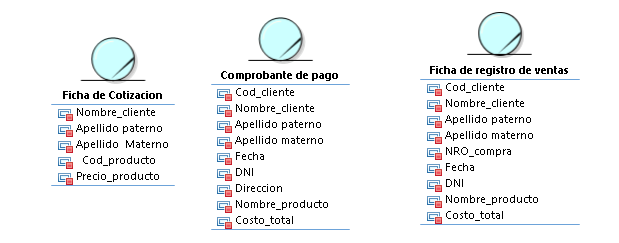 Ficha de Cotizacion
Nombre_cliente
Apellido paterno
Apellido Materno
Cod_producto
Precio_producto
Comprobante de pago
Cod_cliente
Nombre_cliente
Apellido paterno
Apellido materno
Fecha
DNI
Direccion
Nombre_producto
Costo_total
Ficha de registro de ventas
Cod_cliente
Nombre_cliente
Apellido paterno
Apellido materno
NRO_compra
Fecha
DNI
Nombre_producto
Costo_total